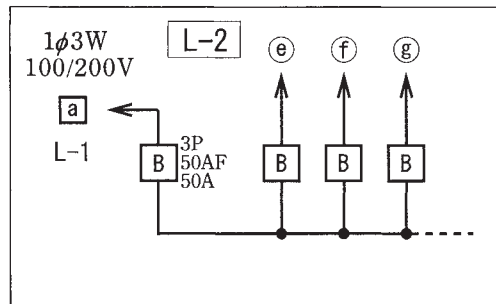 1φ3W
100/200V
L-2
ⓔ ⓕ ⓖ
a
L-1
B
3P
50AF
50A
B B B